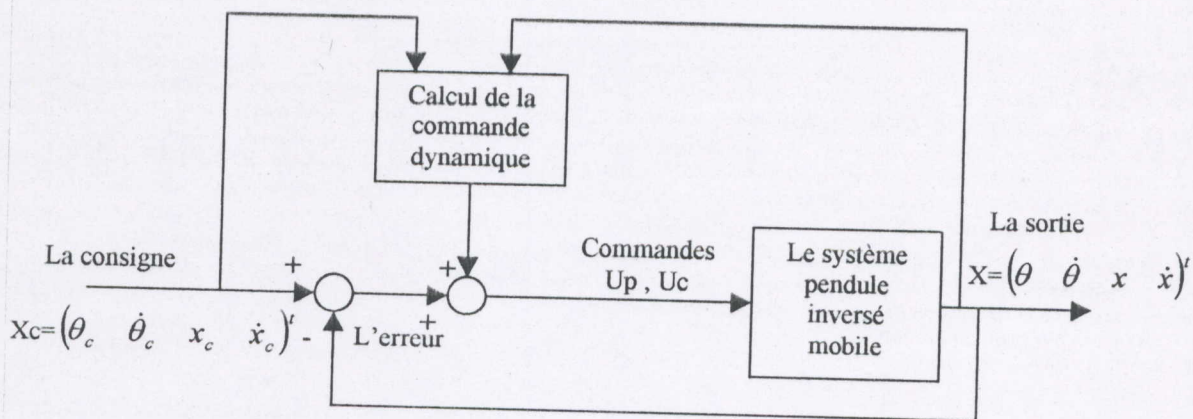 Calcul de la
commande
dynamique
La consigne
+
+
Commandes
Up , Uc
Le système
pendule
inversé
mobile
La sortie
X=(θ θ̇ x ẋ)^t
Xc=(θ_c θ̇_c x_c ẋ_c)^t
-
L'erreur
+